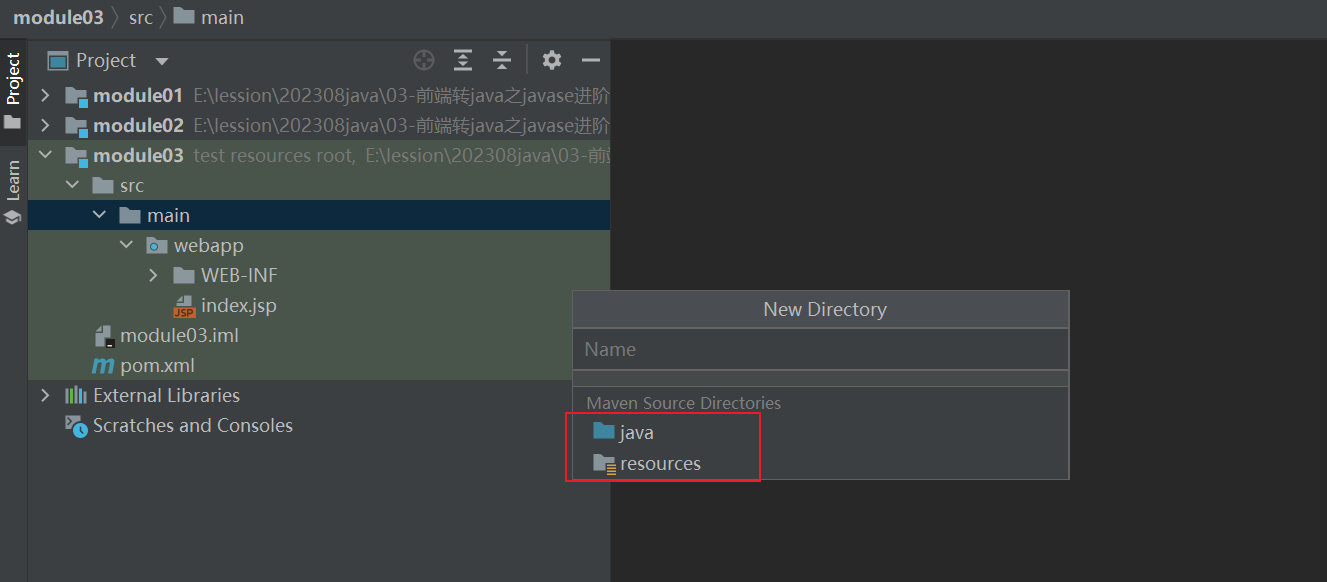 module03 src main
Project
Project
Learn
module01 E:\lession\202308java\03-前端转java之javase进阶
module02 E:\lession\202308java\03-前端转java之javase进阶
module03 test resources root, E:\lession\202308java\03-前
src
main
webapp
WEB-INF
JSP index.jsp
module03.iml
m pom.xml
External Libraries
Scratches and Consoles
New Directory
Name
Maven Source Directories
java
resources